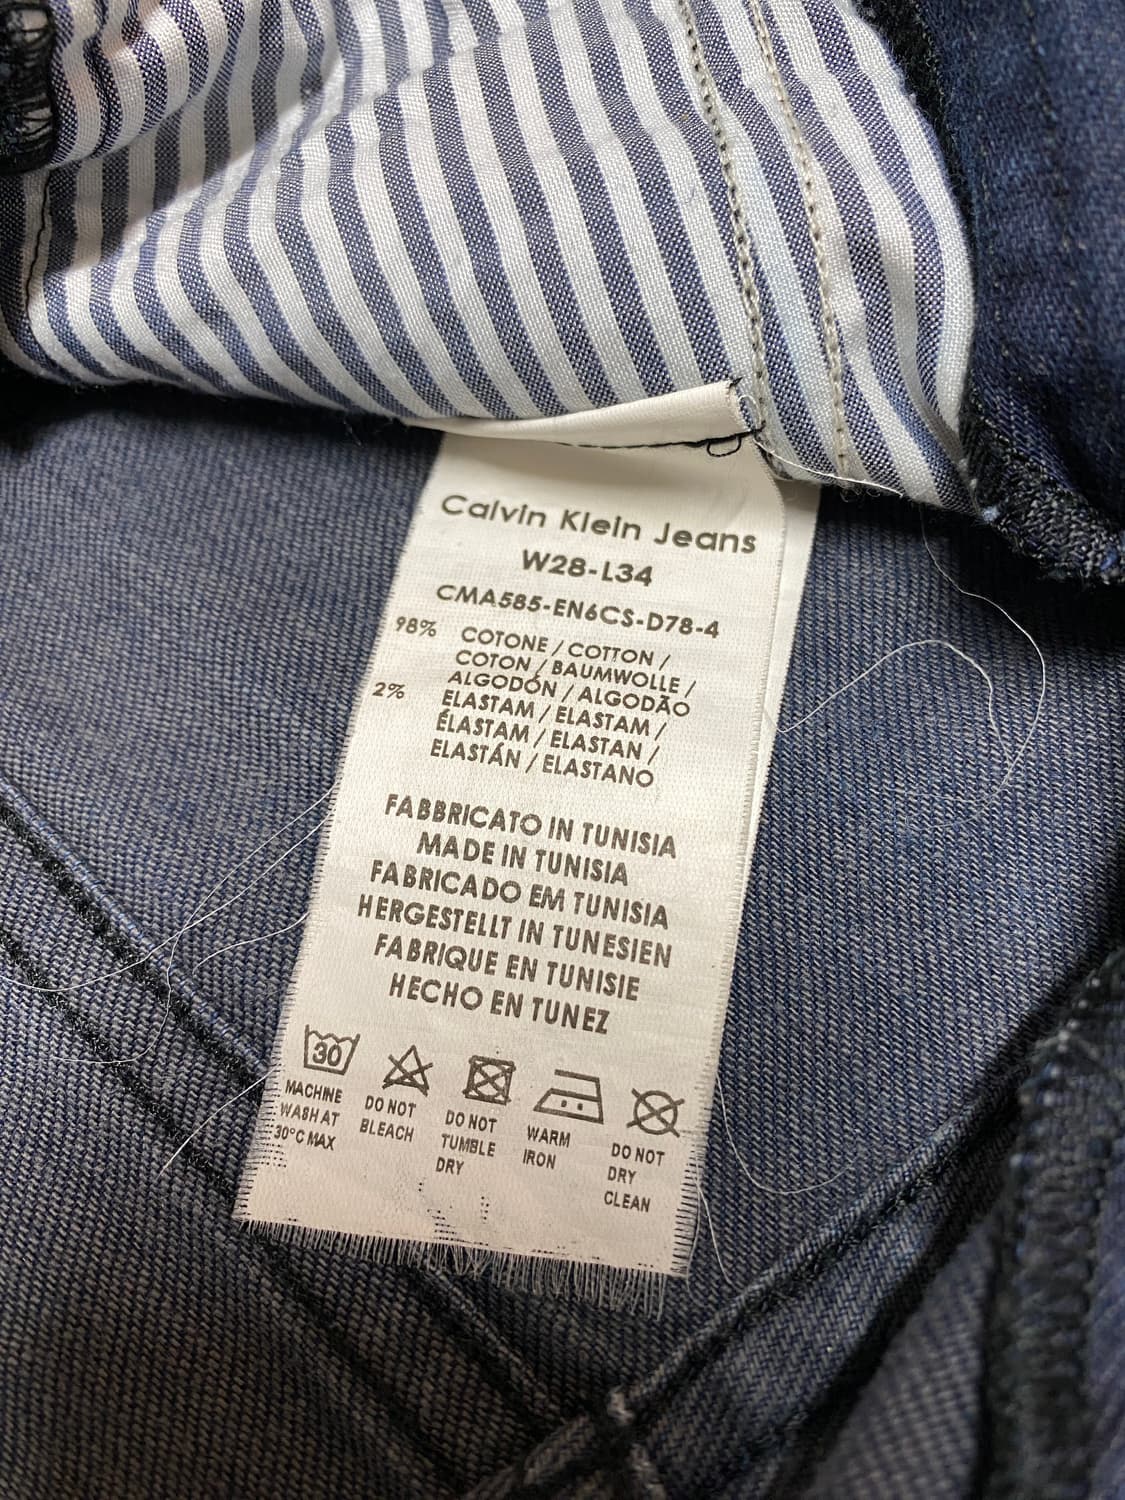 Calvin Klein Jeans
W28-L34
CMA585-EN6CS-D78-4
98% COTONE / COTTON /
COTON / BAUMWOLLE /
ALGODÓN / ALGODÃO
2% ELASTAM / ELASTAM /
ÉLASTAM / ELASTAN /
ELASTÁN / ELASTANO
FABBRICATO IN TUNISIA
MADE IN TUNISIA
FABRICADO EM TUNISIA
HERGESTELLT IN TUNESIEN
FABRIQUE EN TUNISIE
HECHO EN TUNEZ
30
MACHINE
WASH AT
30°C MAX
DO NOT
BLEACH
DO NOT
TUMBLE
DRY
WARM
IRON
DO NOT
DRY
CLEAN